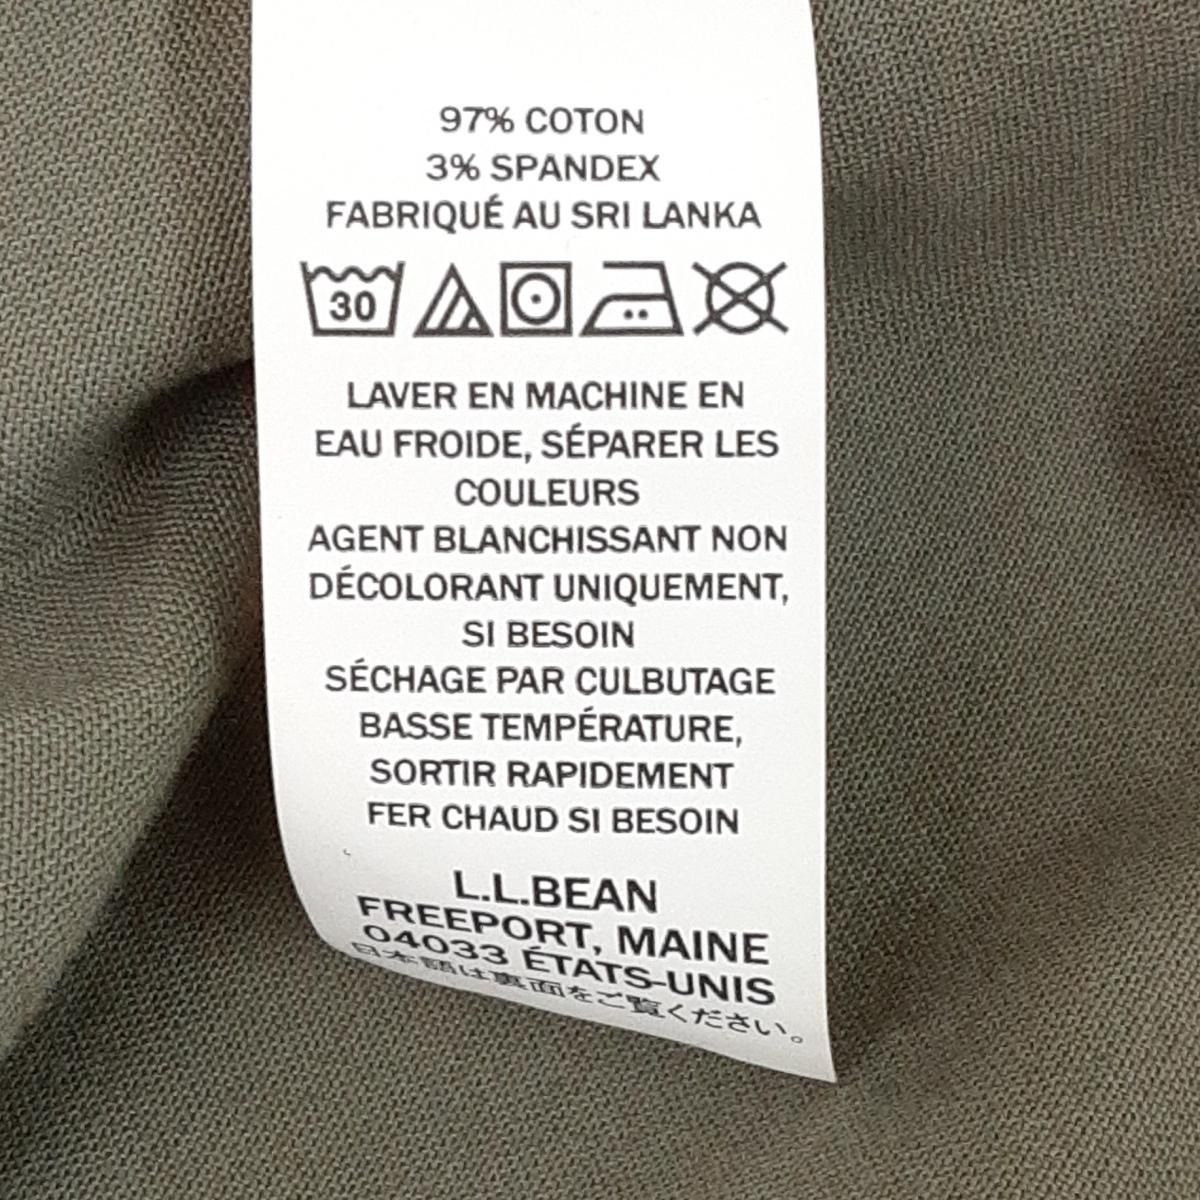 97% COTON
3% SPANDEX
FABRIQUÉ AU SRI LANKA
30
LAVER EN MACHINE EN
EAU FROIDE, SÉPARER LES
COULEURS
AGENT BLANCHISSANT NON
DÉCOLORANT UNIQUEMENT,
SI BESOIN
SÉCHAGE PAR CULBUTAGE
BASSE TEMPÉRATURE,
SORTIR RAPIDEMENT
FER CHAUD SI BESOIN
L.L.BEAN
FREEPORT, MAINE
04033 ÉTATS-UNIS
日本語は裏面をご覧ください。